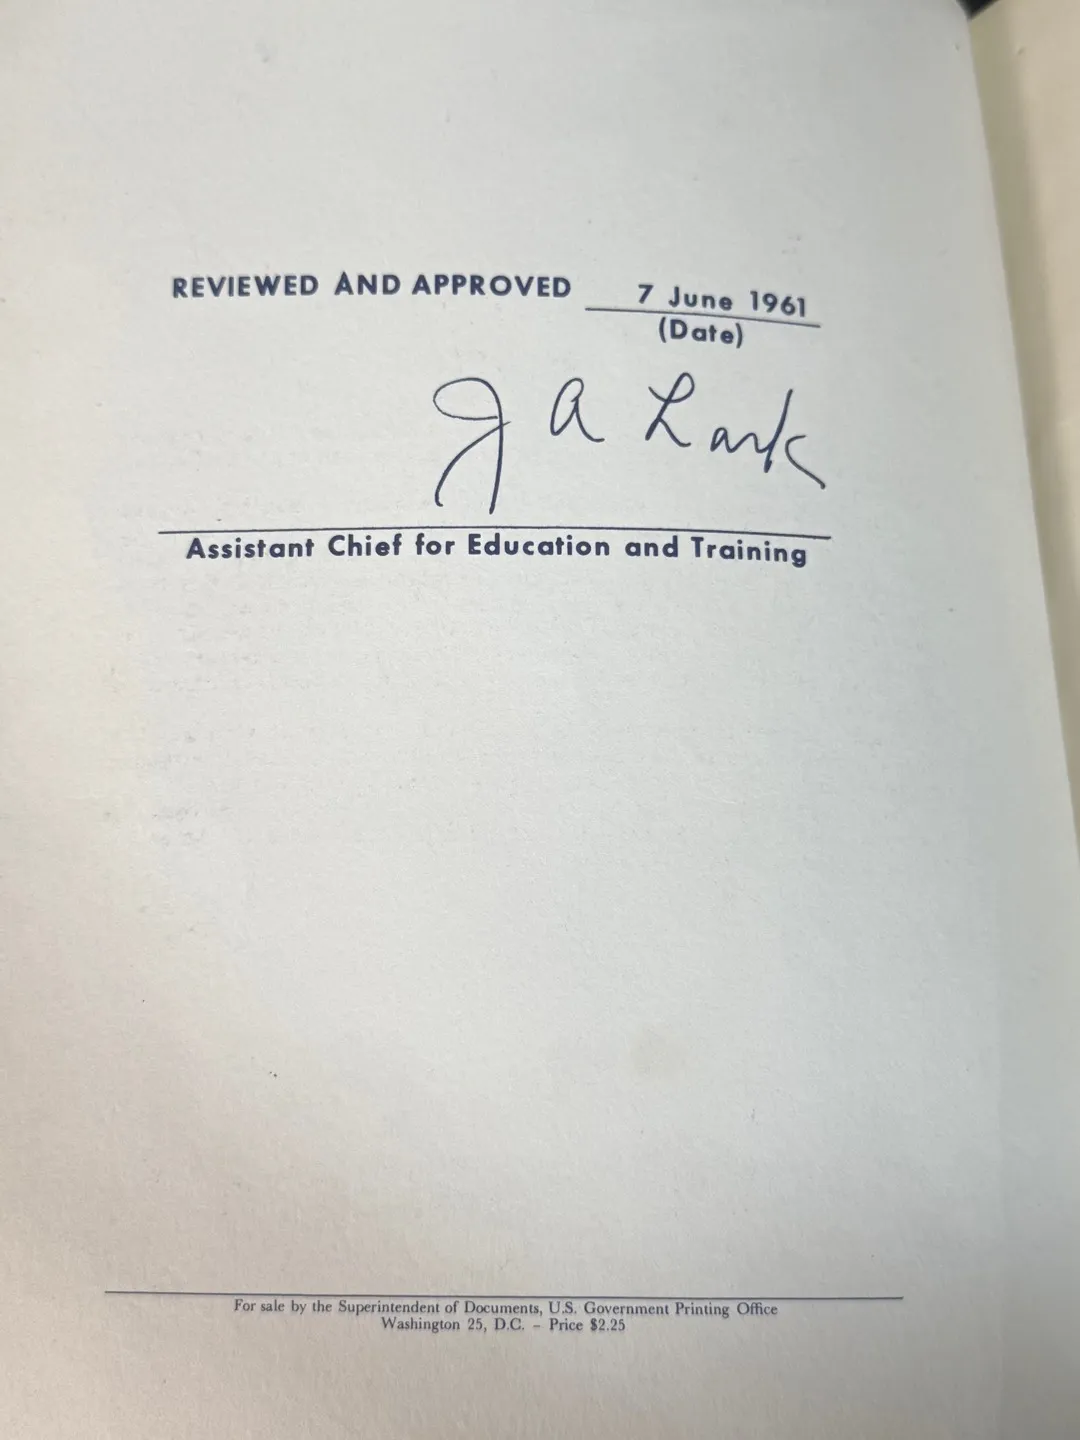 REVIEWED AND APPROVED 7 June 1961
(Date)
J A Lark
Assistant Chief for Education and Training
For sale by the Superintendent of Documents, U.S. Government Printing Office
Washington 25, D.C. - Price $2.25